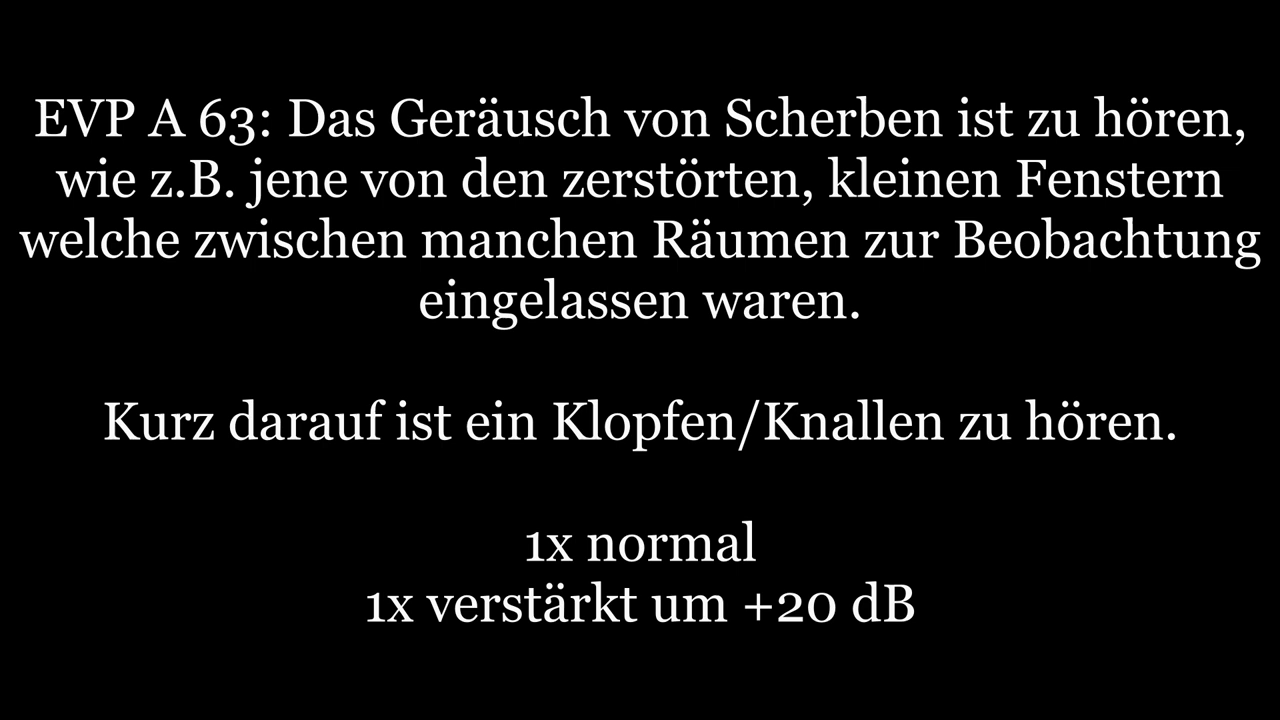 EVP A 63: Das Geräusch von Scherben ist zu hören,
wie z.B. jene von den zerstörten, kleinen Fenstern
welche zwischen manchen Räumen zur Beobachtung
eingelassen waren.
Kurz darauf ist ein Klopfen/Knallen zu hören.
1x normal
1x verstärkt um +20 dB